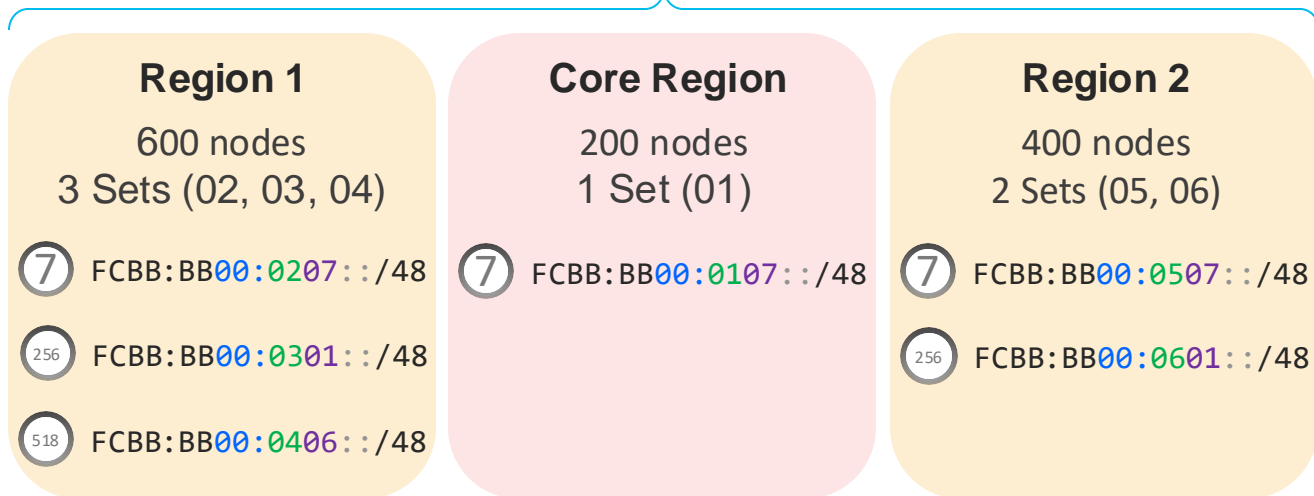 Region 1
600 nodes
3 Sets (02, 03, 04)
7 FCBB:BB00:0207::/48
256 FCBB:BB00:0301::/48
518 FCBB:BB00:0406::/48
Core Region
200 nodes
1 Set (01)
7 FCBB:BB00:0107::/48
Region 2
400 nodes
2 Sets (05, 06)
7 FCBB:BB00:0507::/48
256 FCBB:BB00:0601::/48